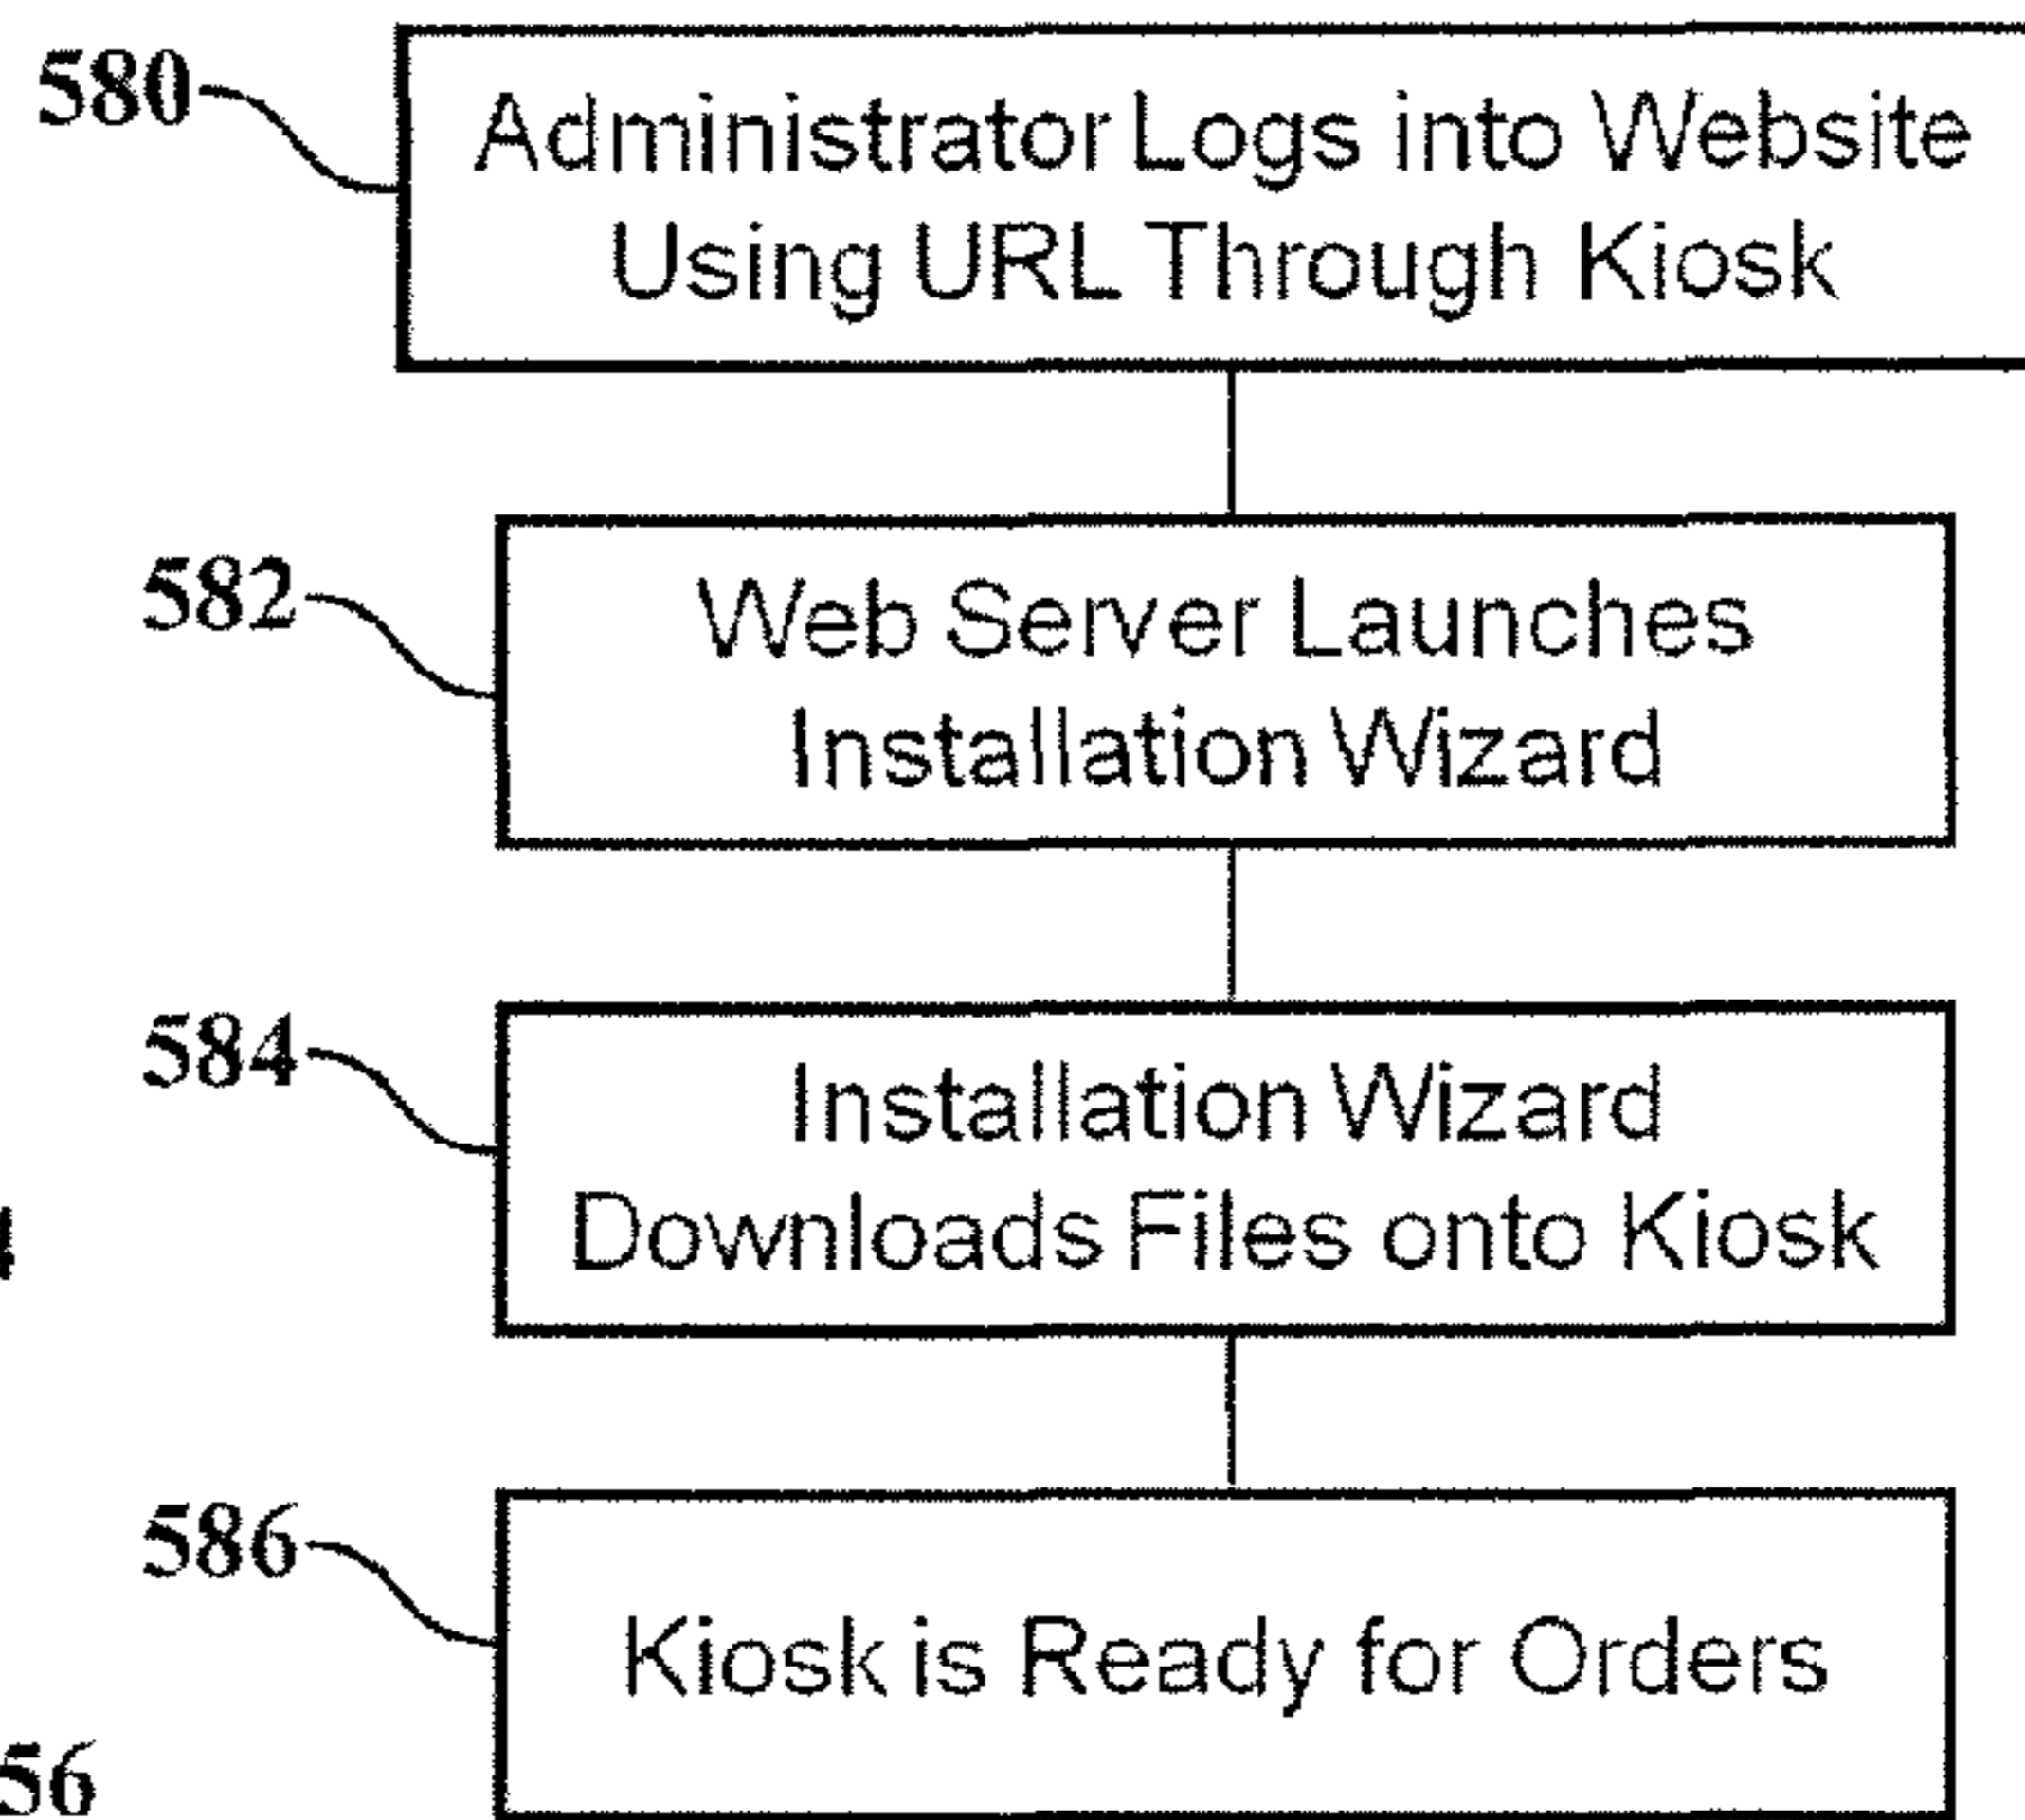 580
Administrator Logs into Website
Using URL Through Kiosk
582
Web Server Launches
Installation Wizard
584
Installation Wizard
Downloads Files onto Kiosk
4
586
Kiosk is Ready for Orders
56